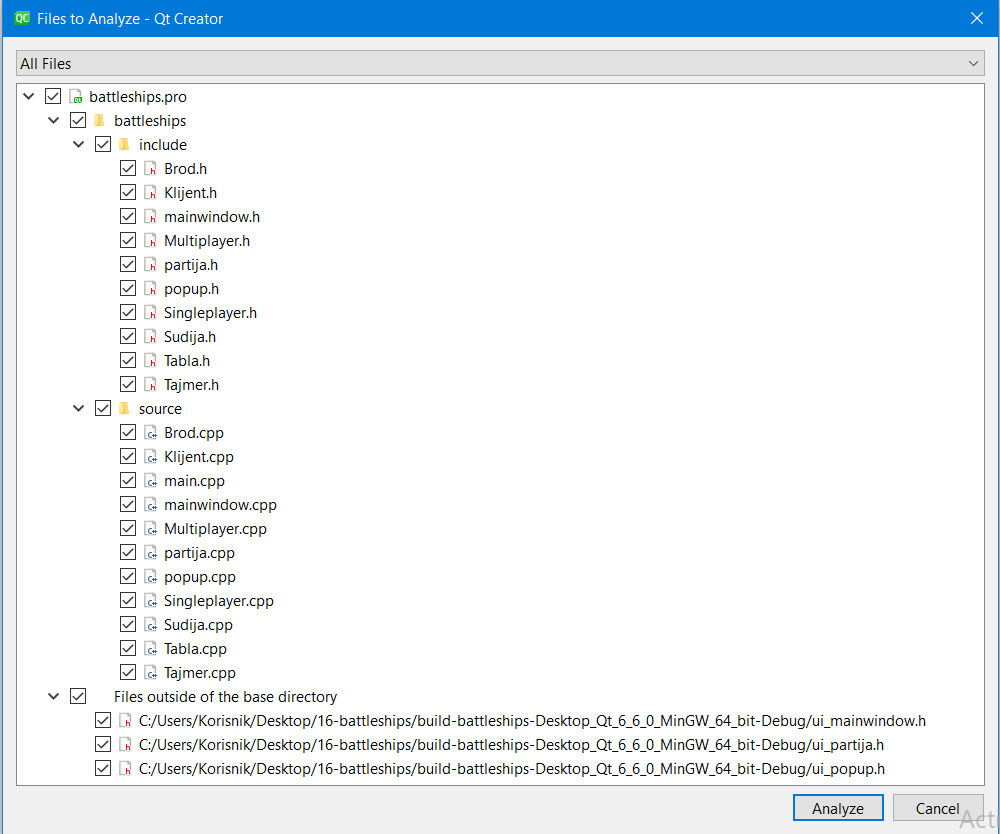 Files to Analyze - Qt Creator
All Files
battleships.pro
battleships
include
Brod.h
Klijent.h
mainwindow.h
Multiplayer.h
partija.h
popup.h
Singleplayer.h
Sudija.h
Tabla.h
Tajmer.h
source
Brod.cpp
Klijent.cpp
main.cpp
mainwindow.cpp
Multiplayer.cpp
partija.cpp
popup.cpp
Singleplayer.cpp
Sudija.cpp
Tabla.cpp
Tajmer.cpp
Files outside of the base directory
C:/Users/Korisnik/Desktop/16-battleships/build-battleships-Desktop_Qt_6_6_0_MinGW_64_bit-Debug/ui_mainwindow.h
C:/Users/Korisnik/Desktop/16-battleships/build-battleships-Desktop_Qt_6_6_0_MinGW_64_bit-Debug/ui_partija.h
C:/Users/Korisnik/Desktop/16-battleships/build-battleships-Desktop_Qt_6_6_0_MinGW_64_bit-Debug/ui_popup.h
Analyze Cancel